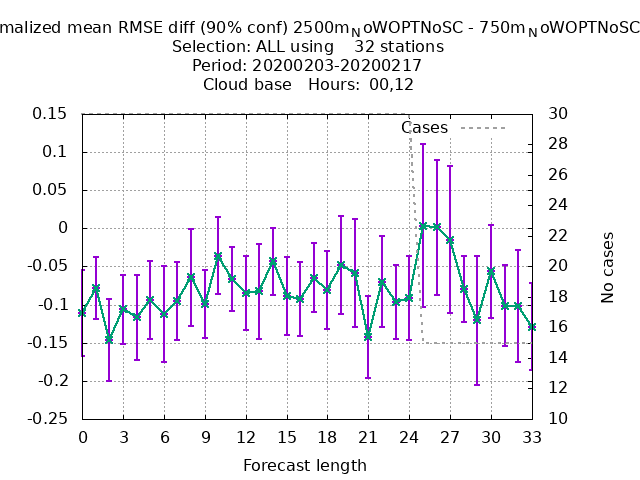 malized mean RMSE diff (90% conf) 2500mNoWOPTNoSC - 750mNoWOPTNoSC
Selection: ALL using 32 stations
Period: 20200203-20200217
Cloud base Hours: 00,12
Cases
0.15
0.1
0.05
0
-0.05
-0.1
-0.15
-0.2
-0.25
30
28
26
24
22
20
18
16
14
12
10
No cases
0 3 6 9 12 15 18 21 24 27 30 33
Forecast length